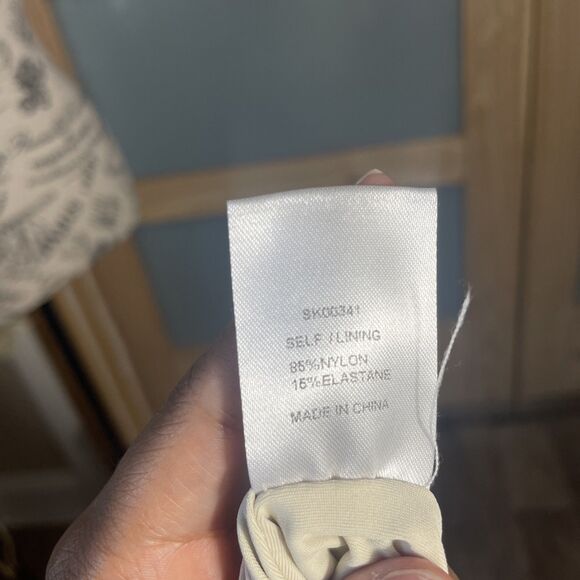 SK00341
SELF / LINING
85%NYLON
15%ELASTANE
MADE IN CHINA